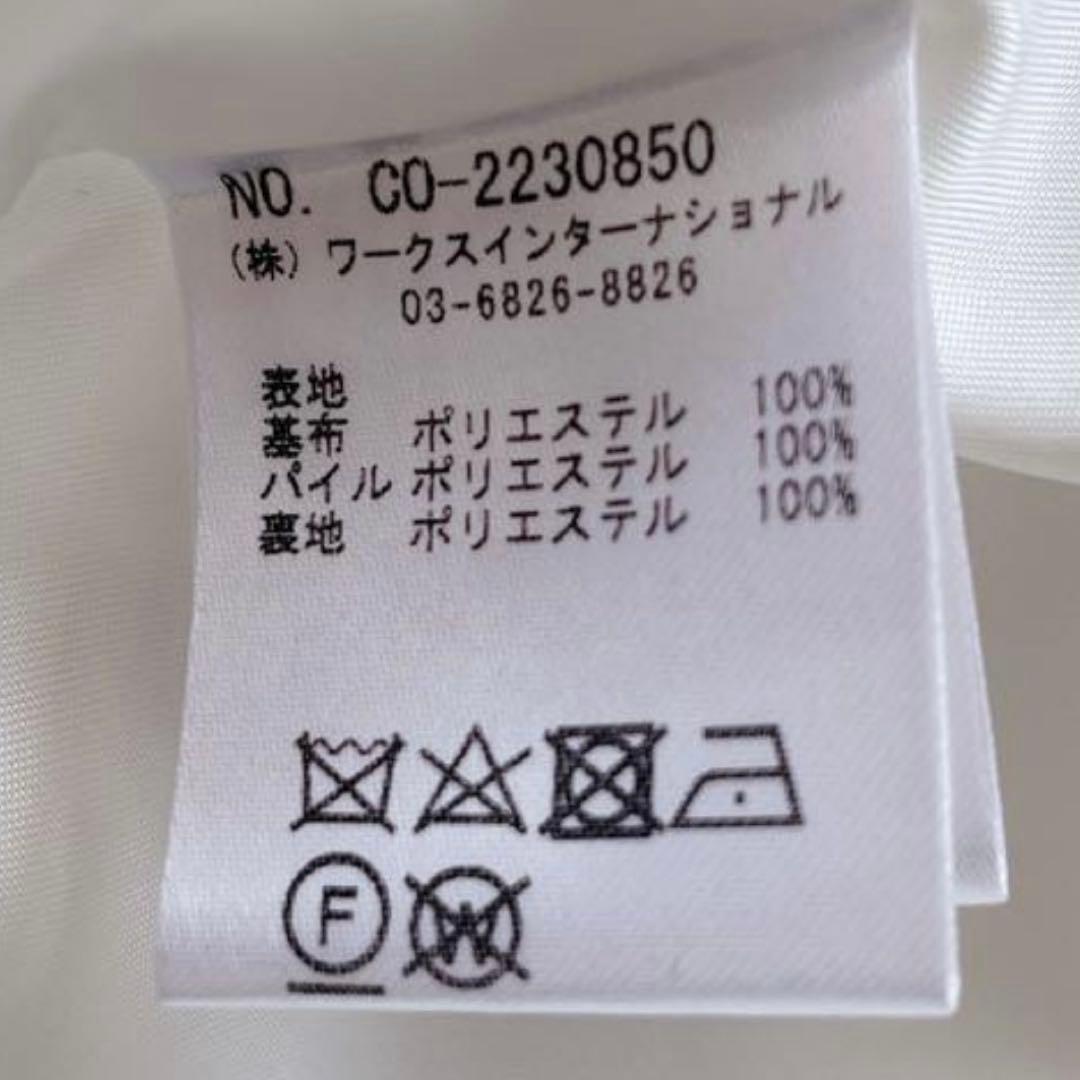 NO. CO-2230850
(株) ワークスインターナショナル
03-6826-8826
表地
基布 ポリエステル 100%
パイル ポリエステル 100%
裏地 ポリエステル 100%
F
W